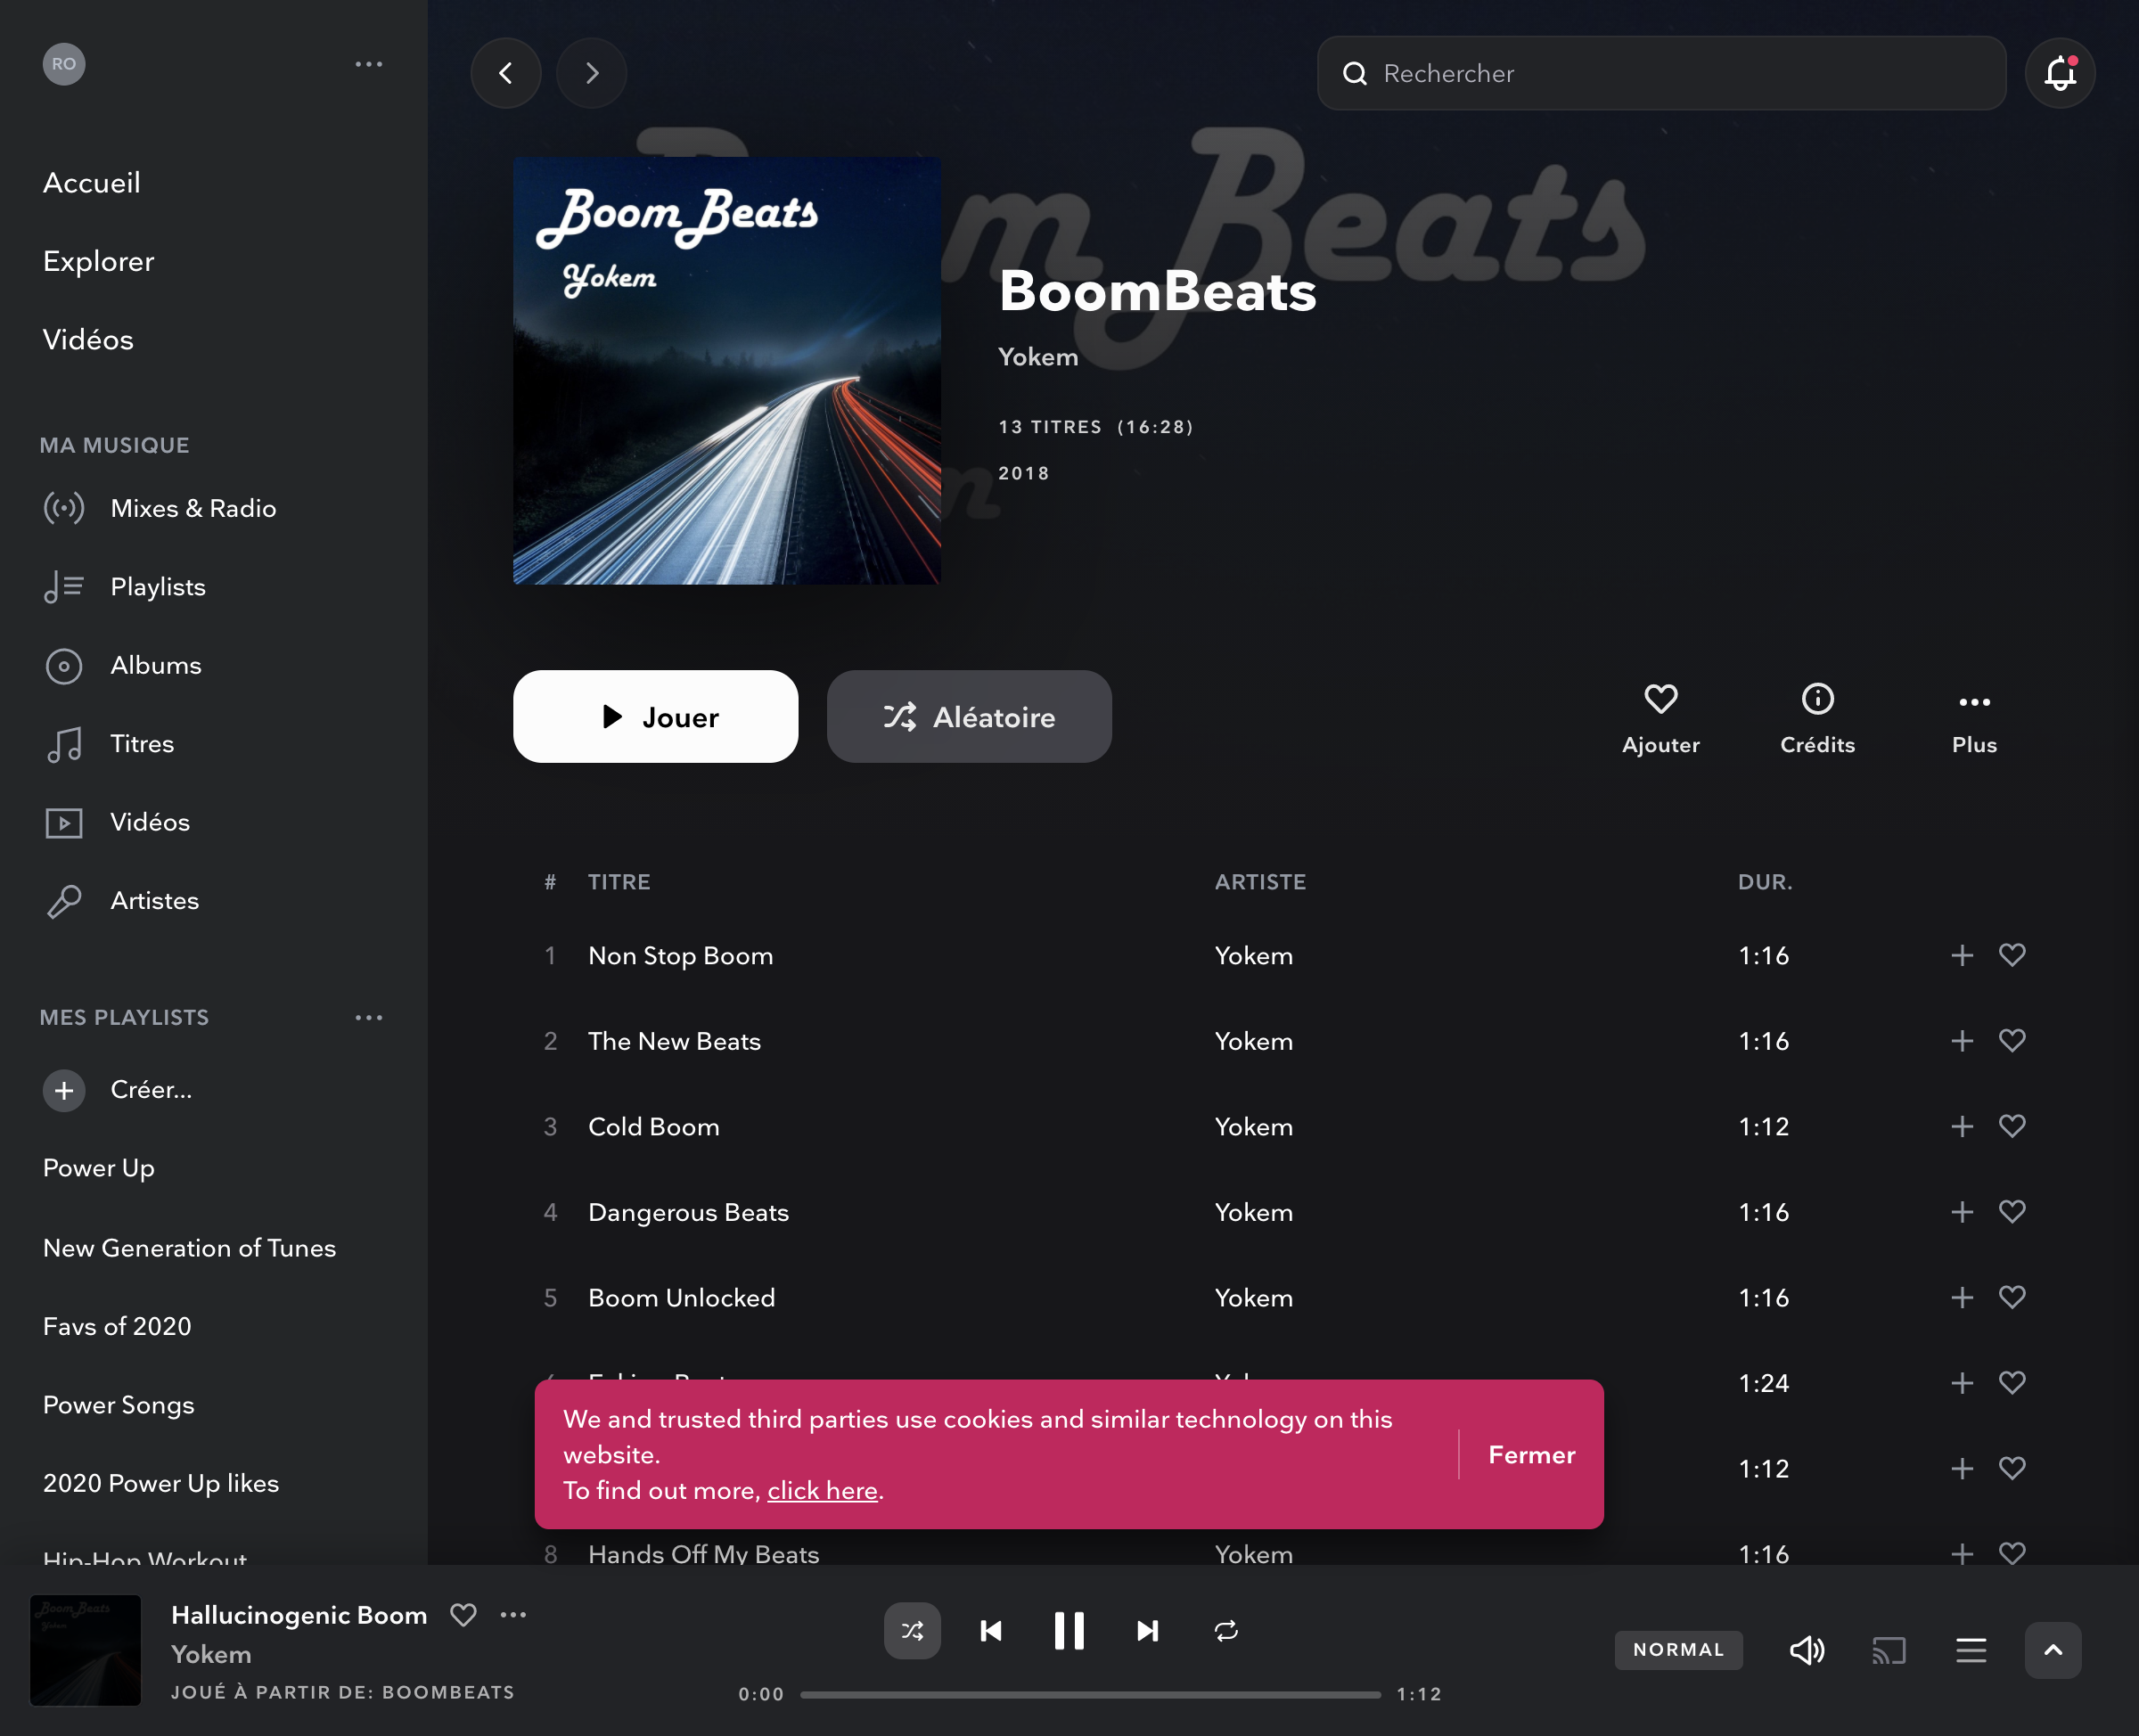 RO
Accueil
Explorer
Vidéos
MA MUSIQUE
Mixes & Radio
Playlists
Albums
Titres
Vidéos
Artistes
MES PLAYLISTS
Créer...
Power Up
New Generation of Tunes
Favs of 2020
Power Songs
2020 Power Up likes
Hip-Hop Workout
Rechercher
Boom Beats
Yokem
BoomBeats
Yokem
13 TITRES (16:28)
2018
Jouer
Aléatoire
Ajouter
Crédits
Plus
# TITRE ARTISTE DUR.
1 Non Stop Boom Yokem 1:16
2 The New Beats Yokem 1:16
3 Cold Boom Yokem 1:12
4 Dangerous Beats Yokem 1:16
5 Boom Unlocked Yokem 1:16
1:24
We and trusted third parties use cookies and similar technology on this
website.
To find out more, click here.
Fermer
1:12
8 Hands Off My Beats Yokem 1:16
Boom Beats
Yokem
Hallucinogenic Boom
Yokem
JOUÉ À PARTIR DE: BOOMBEATS
0:00
1:12
NORMAL